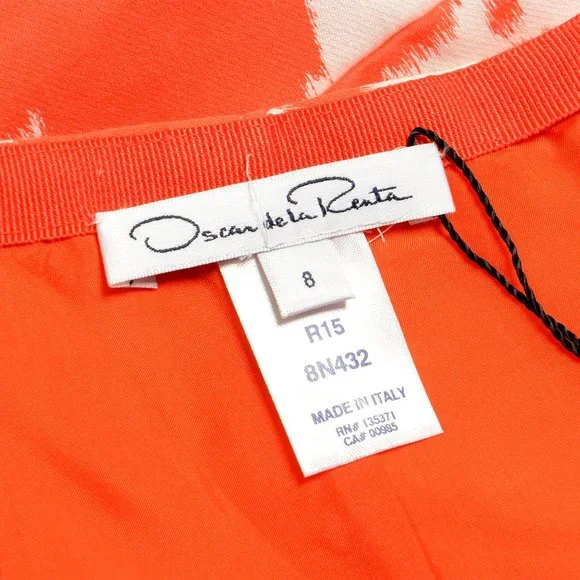 Oscar de la Renta
8
R15
8N432
MADE IN ITALY
RN# 135371
CA# 00985